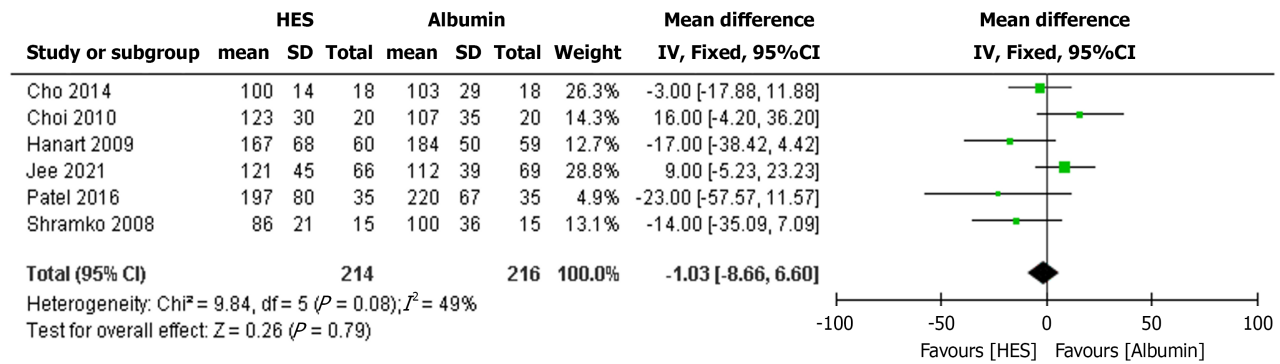 HES Albumin Mean difference Mean difference
Study or subgroup mean SD Total mean SD Total Weight IV, Fixed, 95%CI IV, Fixed, 95%CI
Cho 2014 100 14 18 103 29 18 26.3% -3.00 [-17.88, 11.88]
Choi 2010 123 30 20 107 35 20 14.3% 16.00 [-4.20, 36.20]
Hanart 2009 167 68 60 184 50 59 12.7% -17.00 [-38.42, 4.42]
Jee 2021 121 45 66 112 39 69 28.8% 9.00 [-5.23, 23.23]
Patel 2016 197 80 35 220 67 35 4.9% -23.00 [-57.57, 11.57]
Shramko 2008 86 21 15 100 36 15 13.1% -14.00 [-35.09, 7.09]
Total (95% CI) 214 216 100.0% -1.03 [-8.66, 6.60]
Heterogeneity: Chi² = 9.84, df = 5 (P = 0.08); I² = 49%
Test for overall effect: Z = 0.26 (P = 0.79)
-100 -50 0 50 100
Favours [HES] Favours [Albumin]